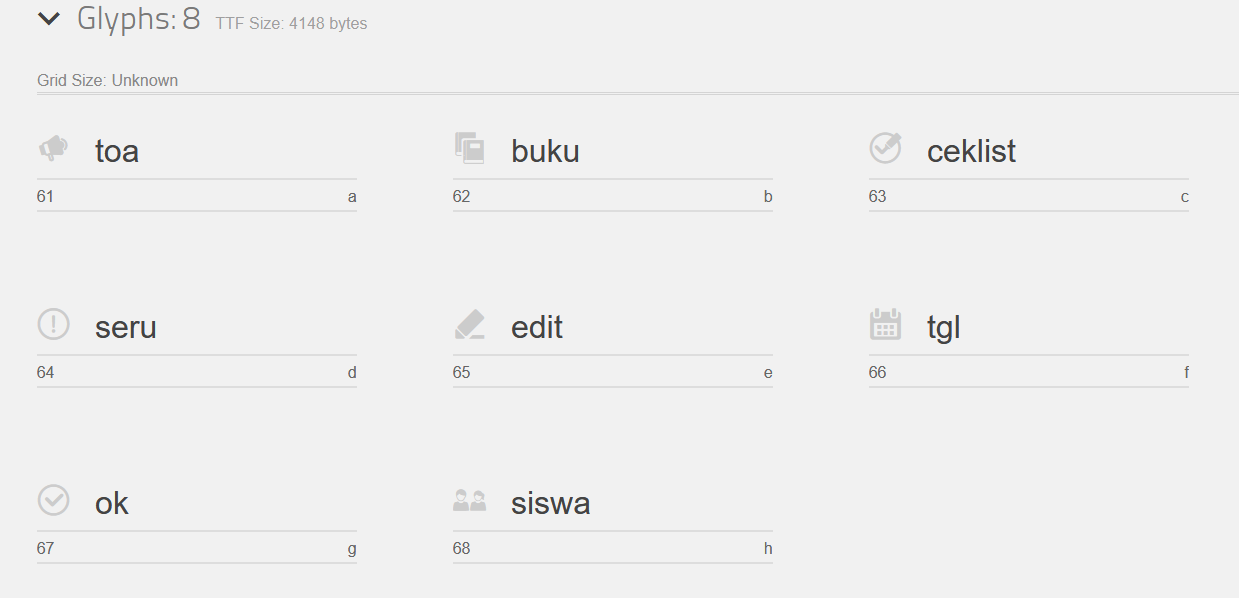 Glyphs: 8 TTF Size: 4148 bytes
Grid Size: Unknown
toa buku ceklist
61 a 62 b 63 c
seru edit tgl
64 d 65 e 66 f
ok siswa
67 g 68 h